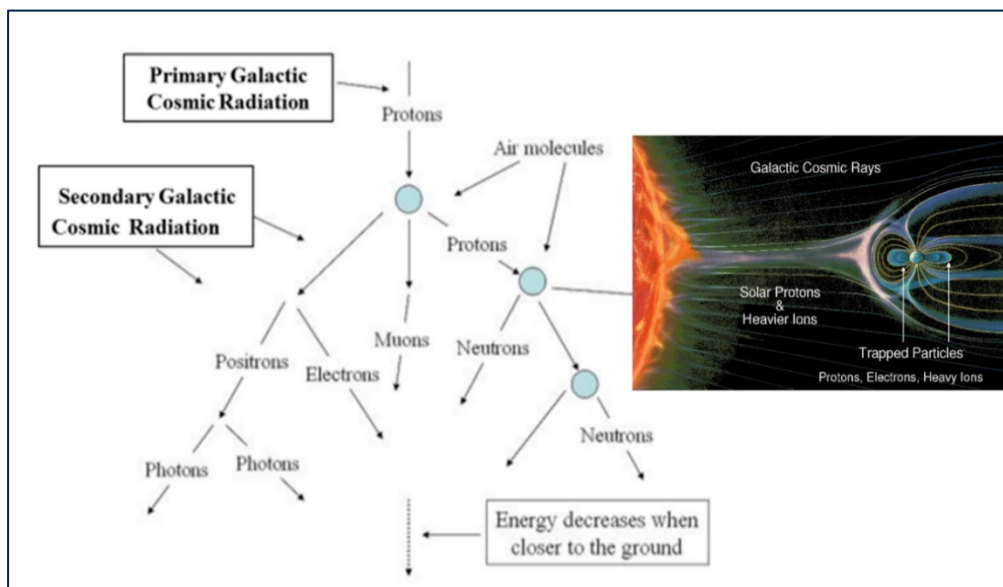 Primary Galactic
Cosmic Radiation
Protons
Air molecules
Secondary Galactic
Cosmic Radiation
Protons
Positrons
Electrons
Muons
Neutrons
Neutrons
Photons
Photons
Energy decreases when
closer to the ground
Galactic Cosmic Rays
Solar Protons
&
Heavier Ions
Trapped Particles
Protons, Electrons, Heavy Ions